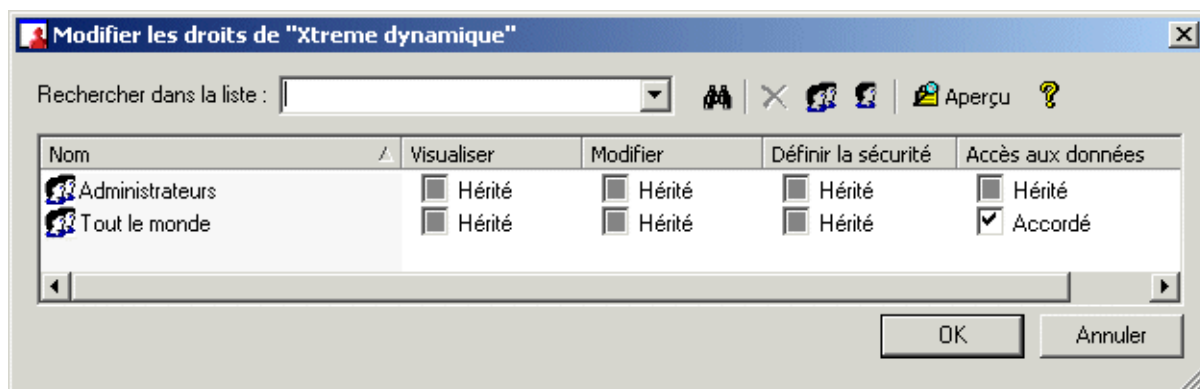 Modifier les droits de "Xtreme dynamique"
Rechercher dans la liste : Aperçu
Nom Visualiser Modifier Définir la sécurité Accès aux données
Administrateurs Hérité Hérité Hérité Hérité
Tout le monde Hérité Hérité Hérité Accordé
OK Annuler